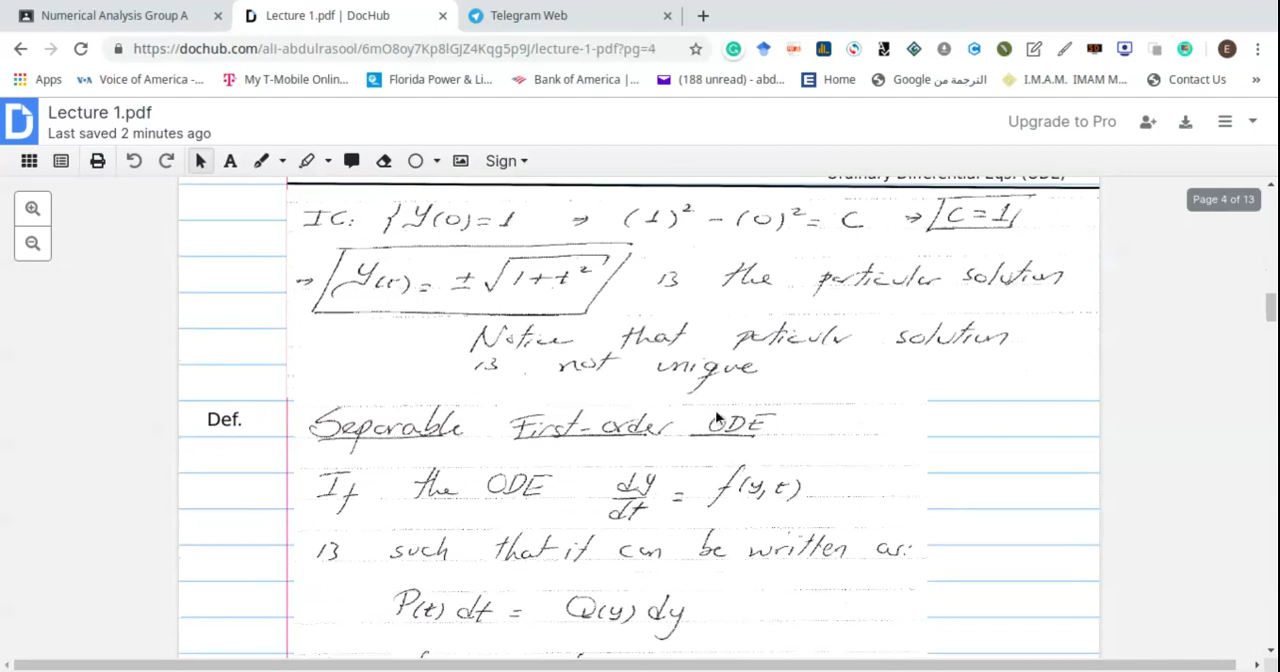 Numerical Analysis Group A
Lecture 1.pdf | DocHub
Telegram Web
https://dochub.com/ali-abdulrasool/6mO8oy7Kp8lGJZ4Kqg5p9J/lecture-1-pdf?pg=4
E
Apps
Voice of America -...
My T-Mobile Onlin...
Florida Power & Li...
Bank of America |...
(188 unread) - abd...
Home
الترجمة من Google
I.M.A.M. IMAM M...
Contact Us
»
Lecture 1.pdf
Last saved 2 minutes ago
Upgrade to Pro
A
Sign
Ordinary Differential Eqs. (ODE)
Page 4 of 13
IC: { y(0) = 1 ⇒ (1)² - (0)² = C ⇒ C = 1
⇒ y(t) = ± √1+t² is the particular solution
Notice that particular solution
is not unique
Def.
Separable First-order ODE
If the ODE dy/dt = f(y,t)
is such that it can be written as:
P(t) dt = Q(y) dy